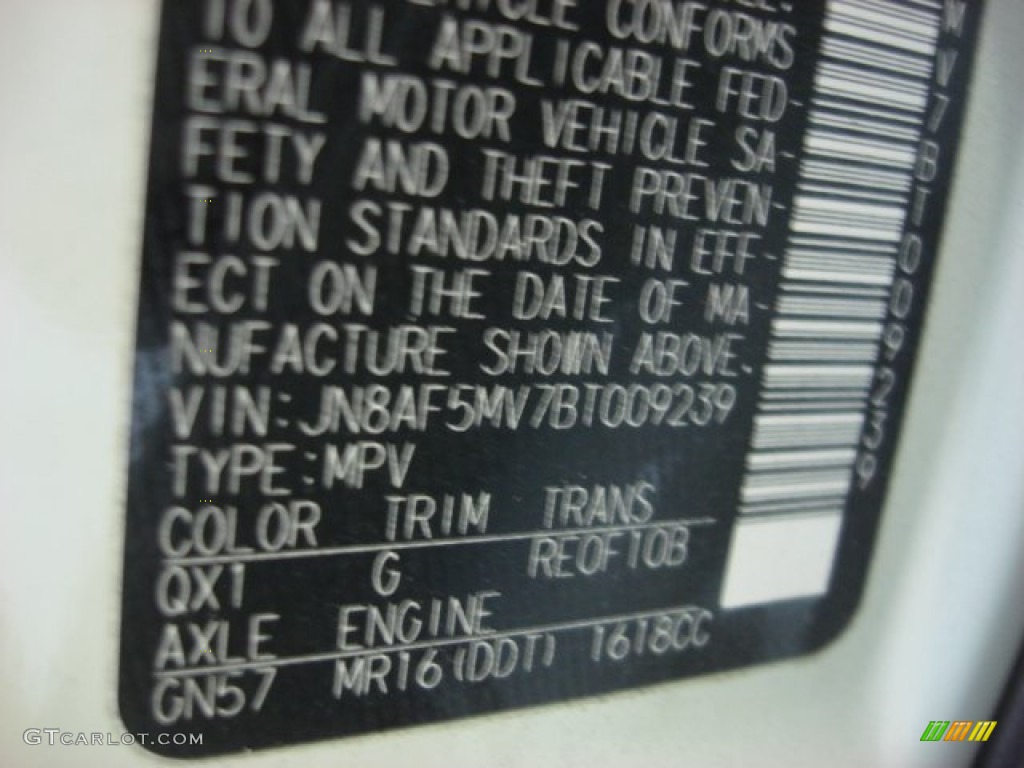 CONFORMS
TO ALL APPLICABLE FED-
ERAL MOTOR VEHICLE SA-
FETY AND THEFT PREVEN-
TION STANDARDS IN EFF-
ECT ON THE DATE OF MA-
NUFACTURE SHOWN ABOVE.
VIN:JN8AF5MV7BT009239
TYPE:MPV
COLOR TRIM TRANS
QX1 G RE0F10B
AXLE ENGINE
GN57 MR16(DDT) 1618CC
MV7BT009239
GTCARLOT.COM